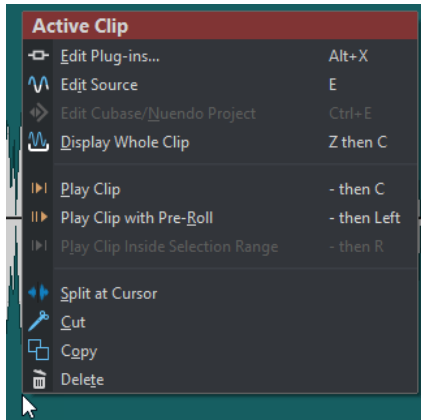 Active Clip
Edit Plug-ins... Alt+X
Edit Source E
Edit Cubase/Nuendo Project Ctrl+E
Display Whole Clip Z then C
Play Clip - then C
Play Clip with Pre-Roll - then Left
Play Clip Inside Selection Range - then R
Split at Cursor
Cut
Copy
Delete